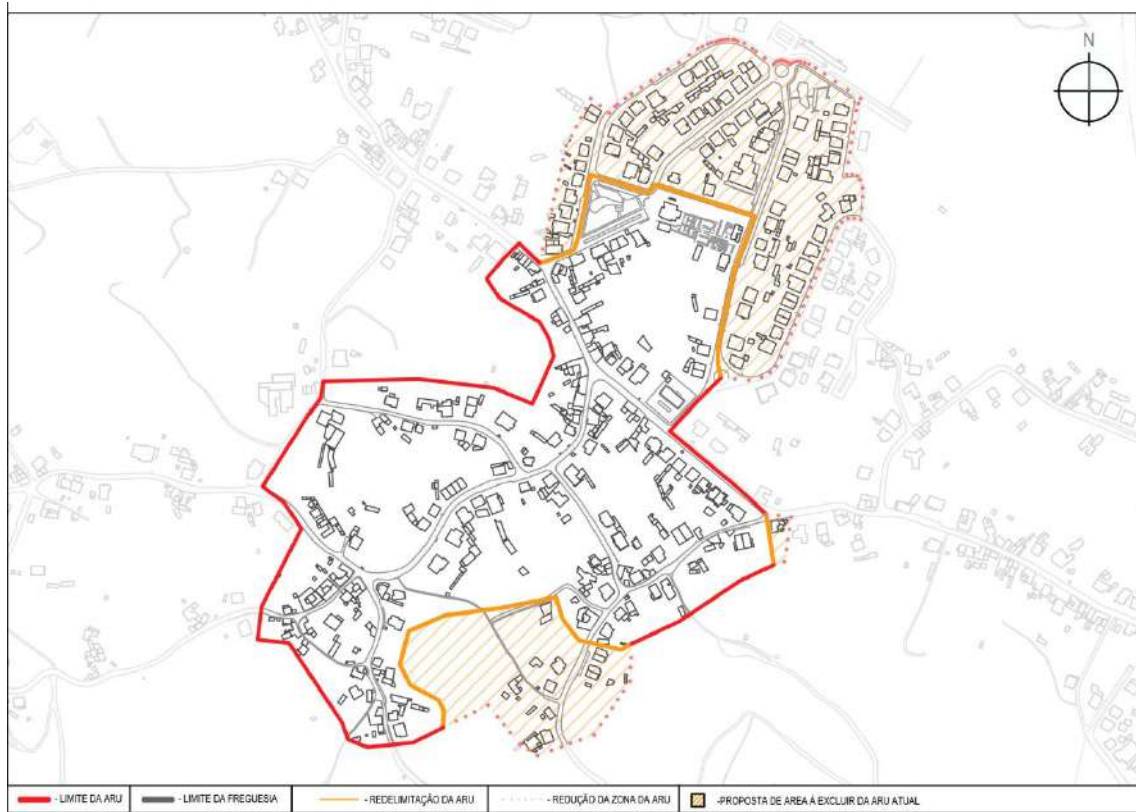 N
- LIMITE DA ARU
- LIMITE DA FREGUESIA
- REDELIMITAÇÃO DA ARU
- REDUÇÃO DA ZONA DA ARU
-PROPOSTA DE AREA Á EXCLUIR DA ARU ATUAL